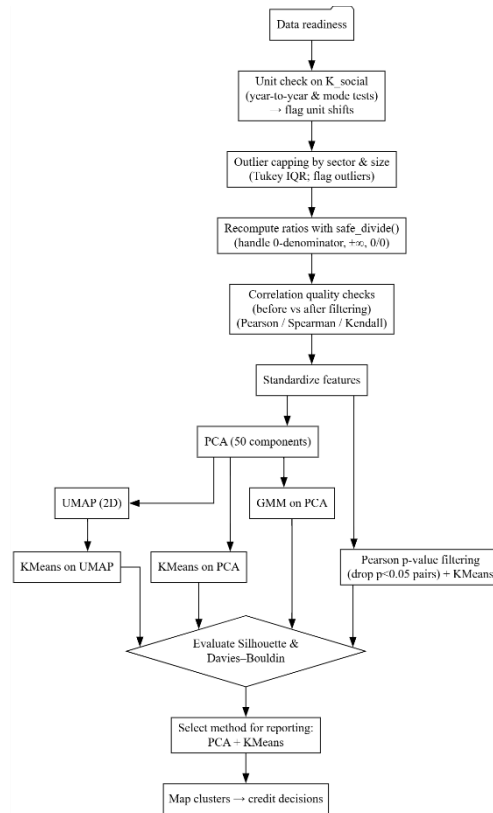 Data readiness
Unit check on K_social
(year-to-year & mode tests)
→ flag unit shifts
Outlier capping by sector & size
(Tukey IQR; flag outliers)
Recompute ratios with safe_divide()
(handle 0-denominator, +∞, 0/0)
Correlation quality checks
(before vs after filtering)
(Pearson / Spearman / Kendall)
Standardize features
PCA (50 components)
UMAP (2D)
GMM on PCA
KMeans on UMAP
KMeans on PCA
Pearson p-value filtering
(drop p<0.05 pairs) + KMeans
Evaluate Silhouette &
Davies–Bouldin
Select method for reporting:
PCA + KMeans
Map clusters → credit decisions